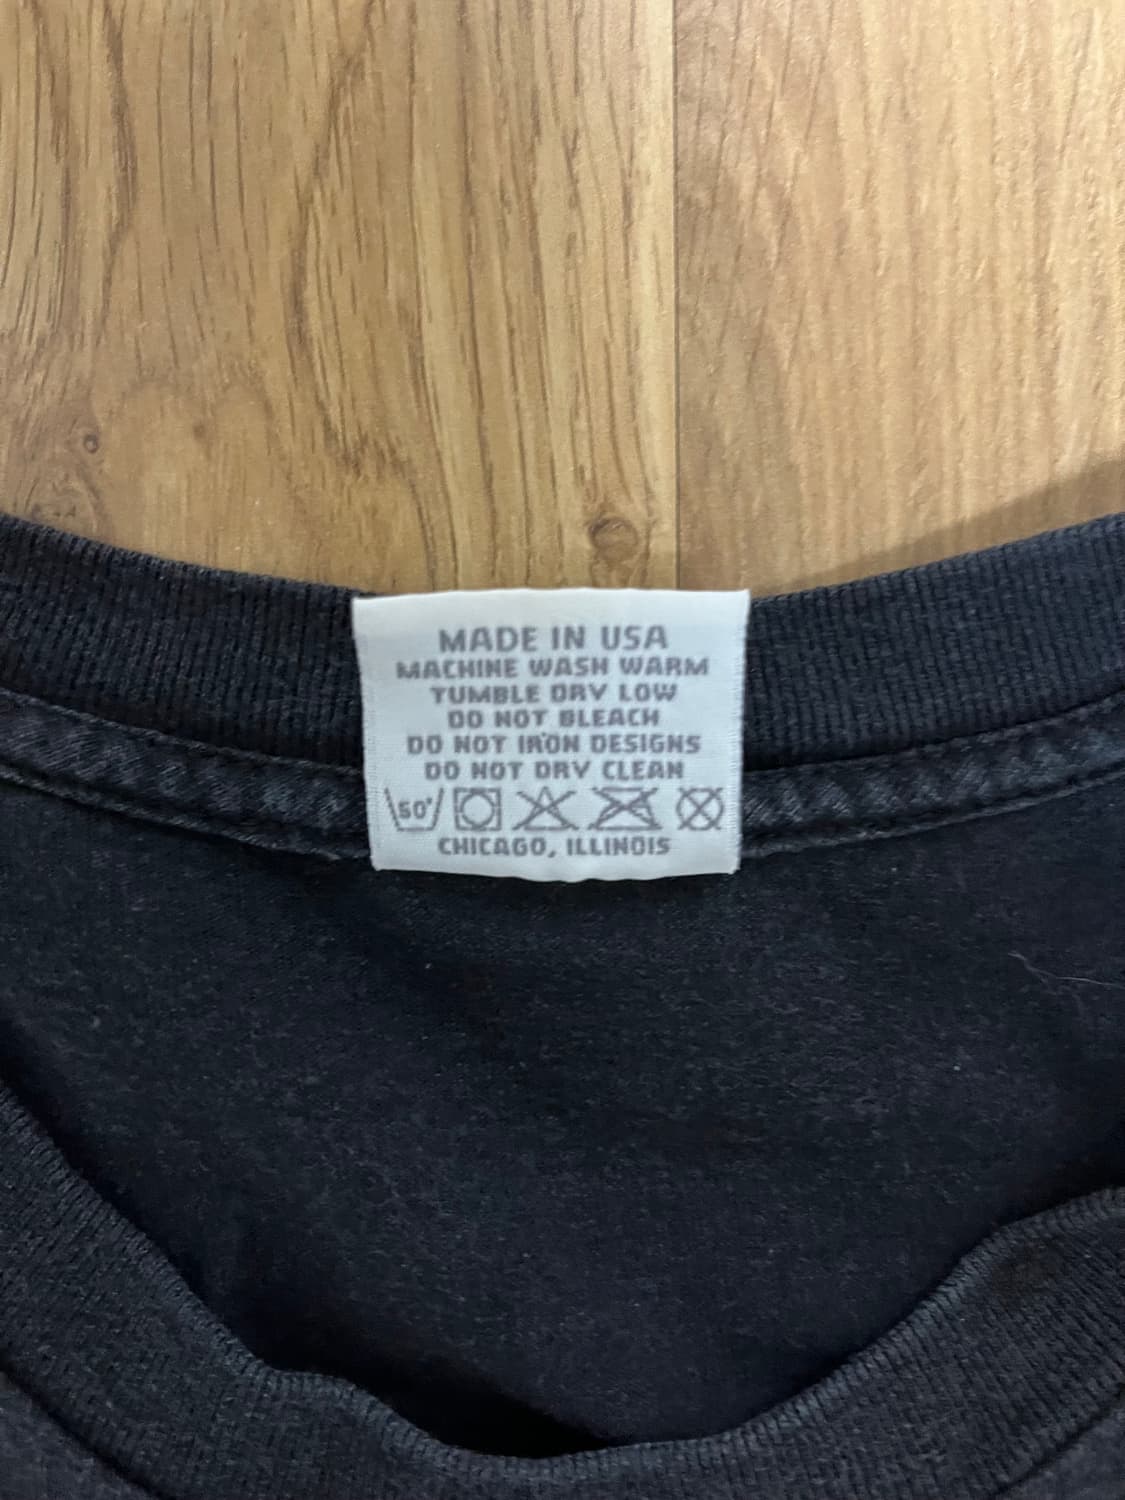 MADE IN USA
MACHINE WASH WARM
TUMBLE DRY LOW
DO NOT BLEACH
DO NOT IRON DESIGNS
DO NOT DRY CLEAN
50°
CHICAGO, ILLINOIS